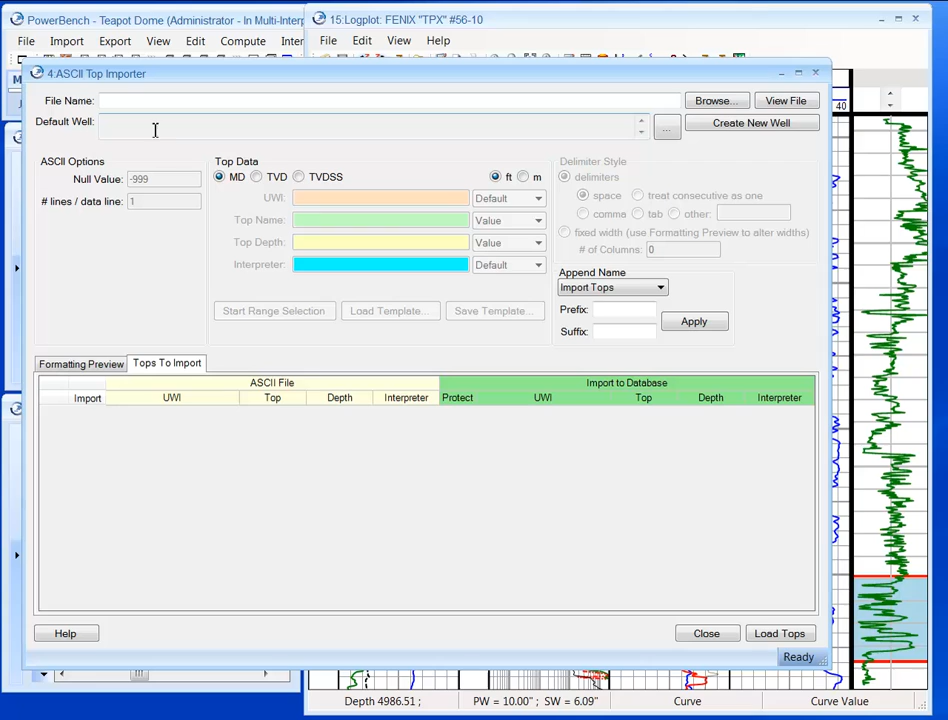 PowerBench - Teapot Dome (Administrator - In Multi-Interp
15:Logplot: FENIX "TPX" #56-10
File Import Export View Edit Compute Inter
File Edit View Help
4:ASCII Top Importer
File Name: Browse... View File
Default Well: ... Create New Well
40
ASCII Options
Null Value: -999
# lines / data line: 1
Top Data
MD TVD TVDSS ft m
UWI: Default
Top Name: Value
Top Depth: Value
Interpreter: Default
Start Range Selection Load Template... Save Template...
Delimiter Style
delimiters
space treat consecutive as one
comma tab other:
fixed width (use Formatting Preview to alter widths)
# of Columns: 0
Append Name
Import Tops
Prefix:
Suffix:
Apply
Formatting Preview Tops To Import
ASCII File Import to Database
Import UWI Top Depth Interpreter Protect UWI Top Depth Interpreter
Help Close Load Tops
Ready
Depth 4986.51 ; PW = 10.00" ; SW = 6.09" Curve Curve Value